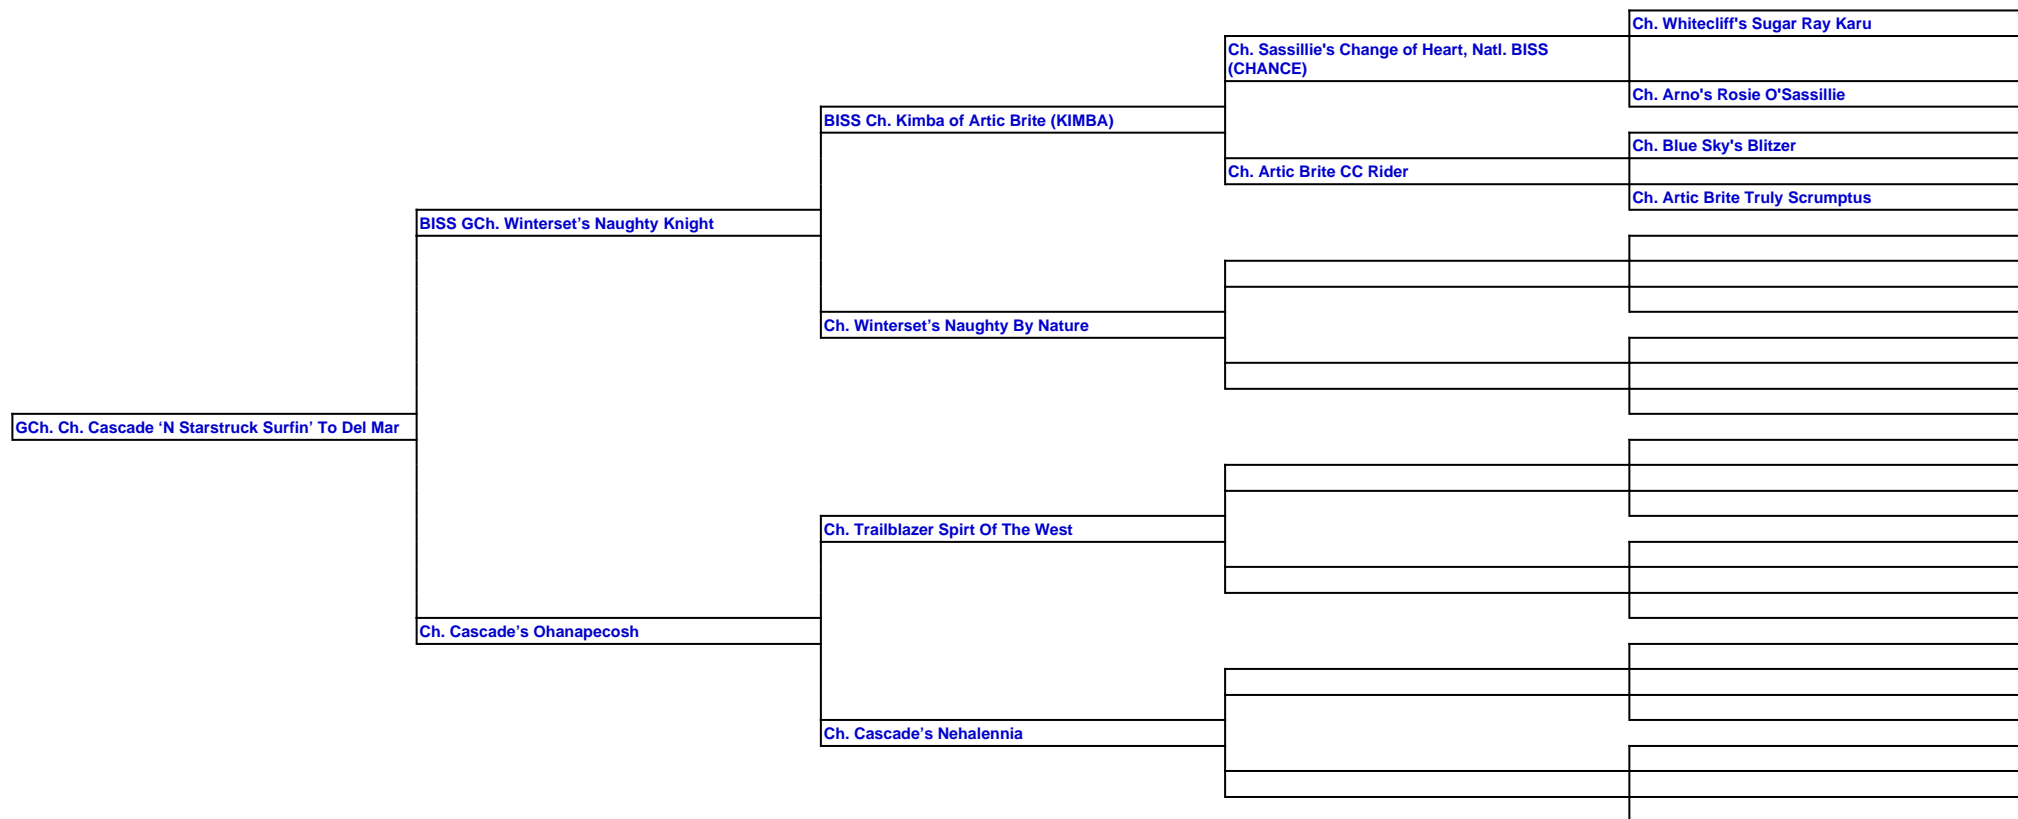 Ch. Whitecliff's Sugar Ray Karu
Ch. Sassillie's Change of Heart, Natl. BISS
(CHANCE)
Ch. Arno's Rosie O'Sassillie
BISS Ch. Kimba of Artic Brite (KIMBA)
Ch. Blue Sky's Blitzer
Ch. Artic Brite CC Rider
Ch. Artic Brite Truly Scrumptus
BISS GCh. Winterset’s Naughty Knight
Ch. Winterset’s Naughty By Nature
GCh. Ch. Cascade ‘N Starstruck Surfin’ To Del Mar
Ch. Trailblazer Spirt Of The West
Ch. Cascade’s Ohanapecosh
Ch. Cascade’s Nehalennia